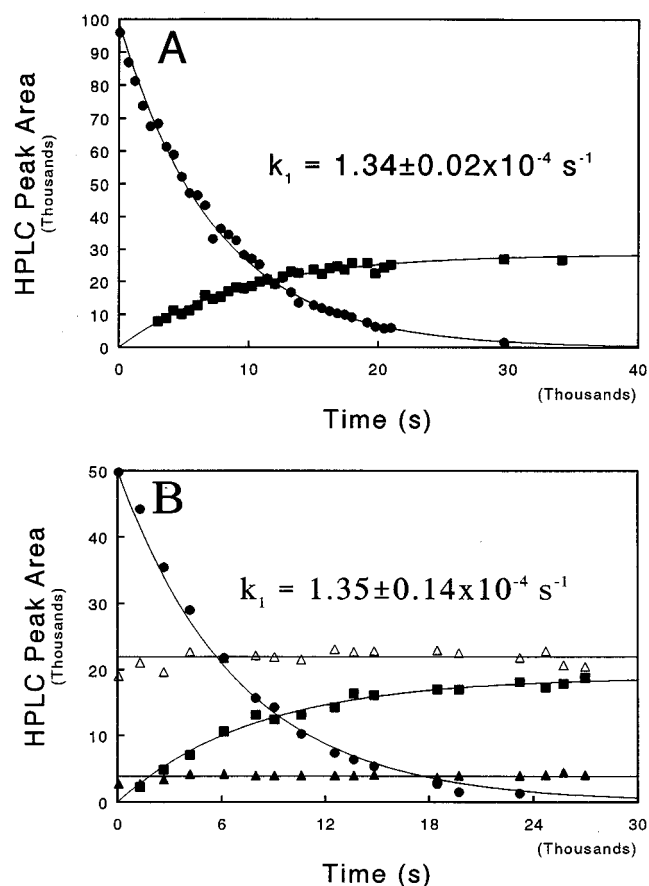 A
HPLC Peak Area
(Thousands)
100
90
80
70
60
50
40
30
20
10
0
k₁ = 1.34±0.02x10⁻⁴ s⁻¹
0 10 20 30 40
(Thousands)
Time (s)
B
HPLC Peak Area
(Thousands)
50
40
30
20
10
0
k₁ = 1.35±0.14x10⁻⁴ s⁻¹
0 6 12 18 24 30
(Thousands)
Time (s)